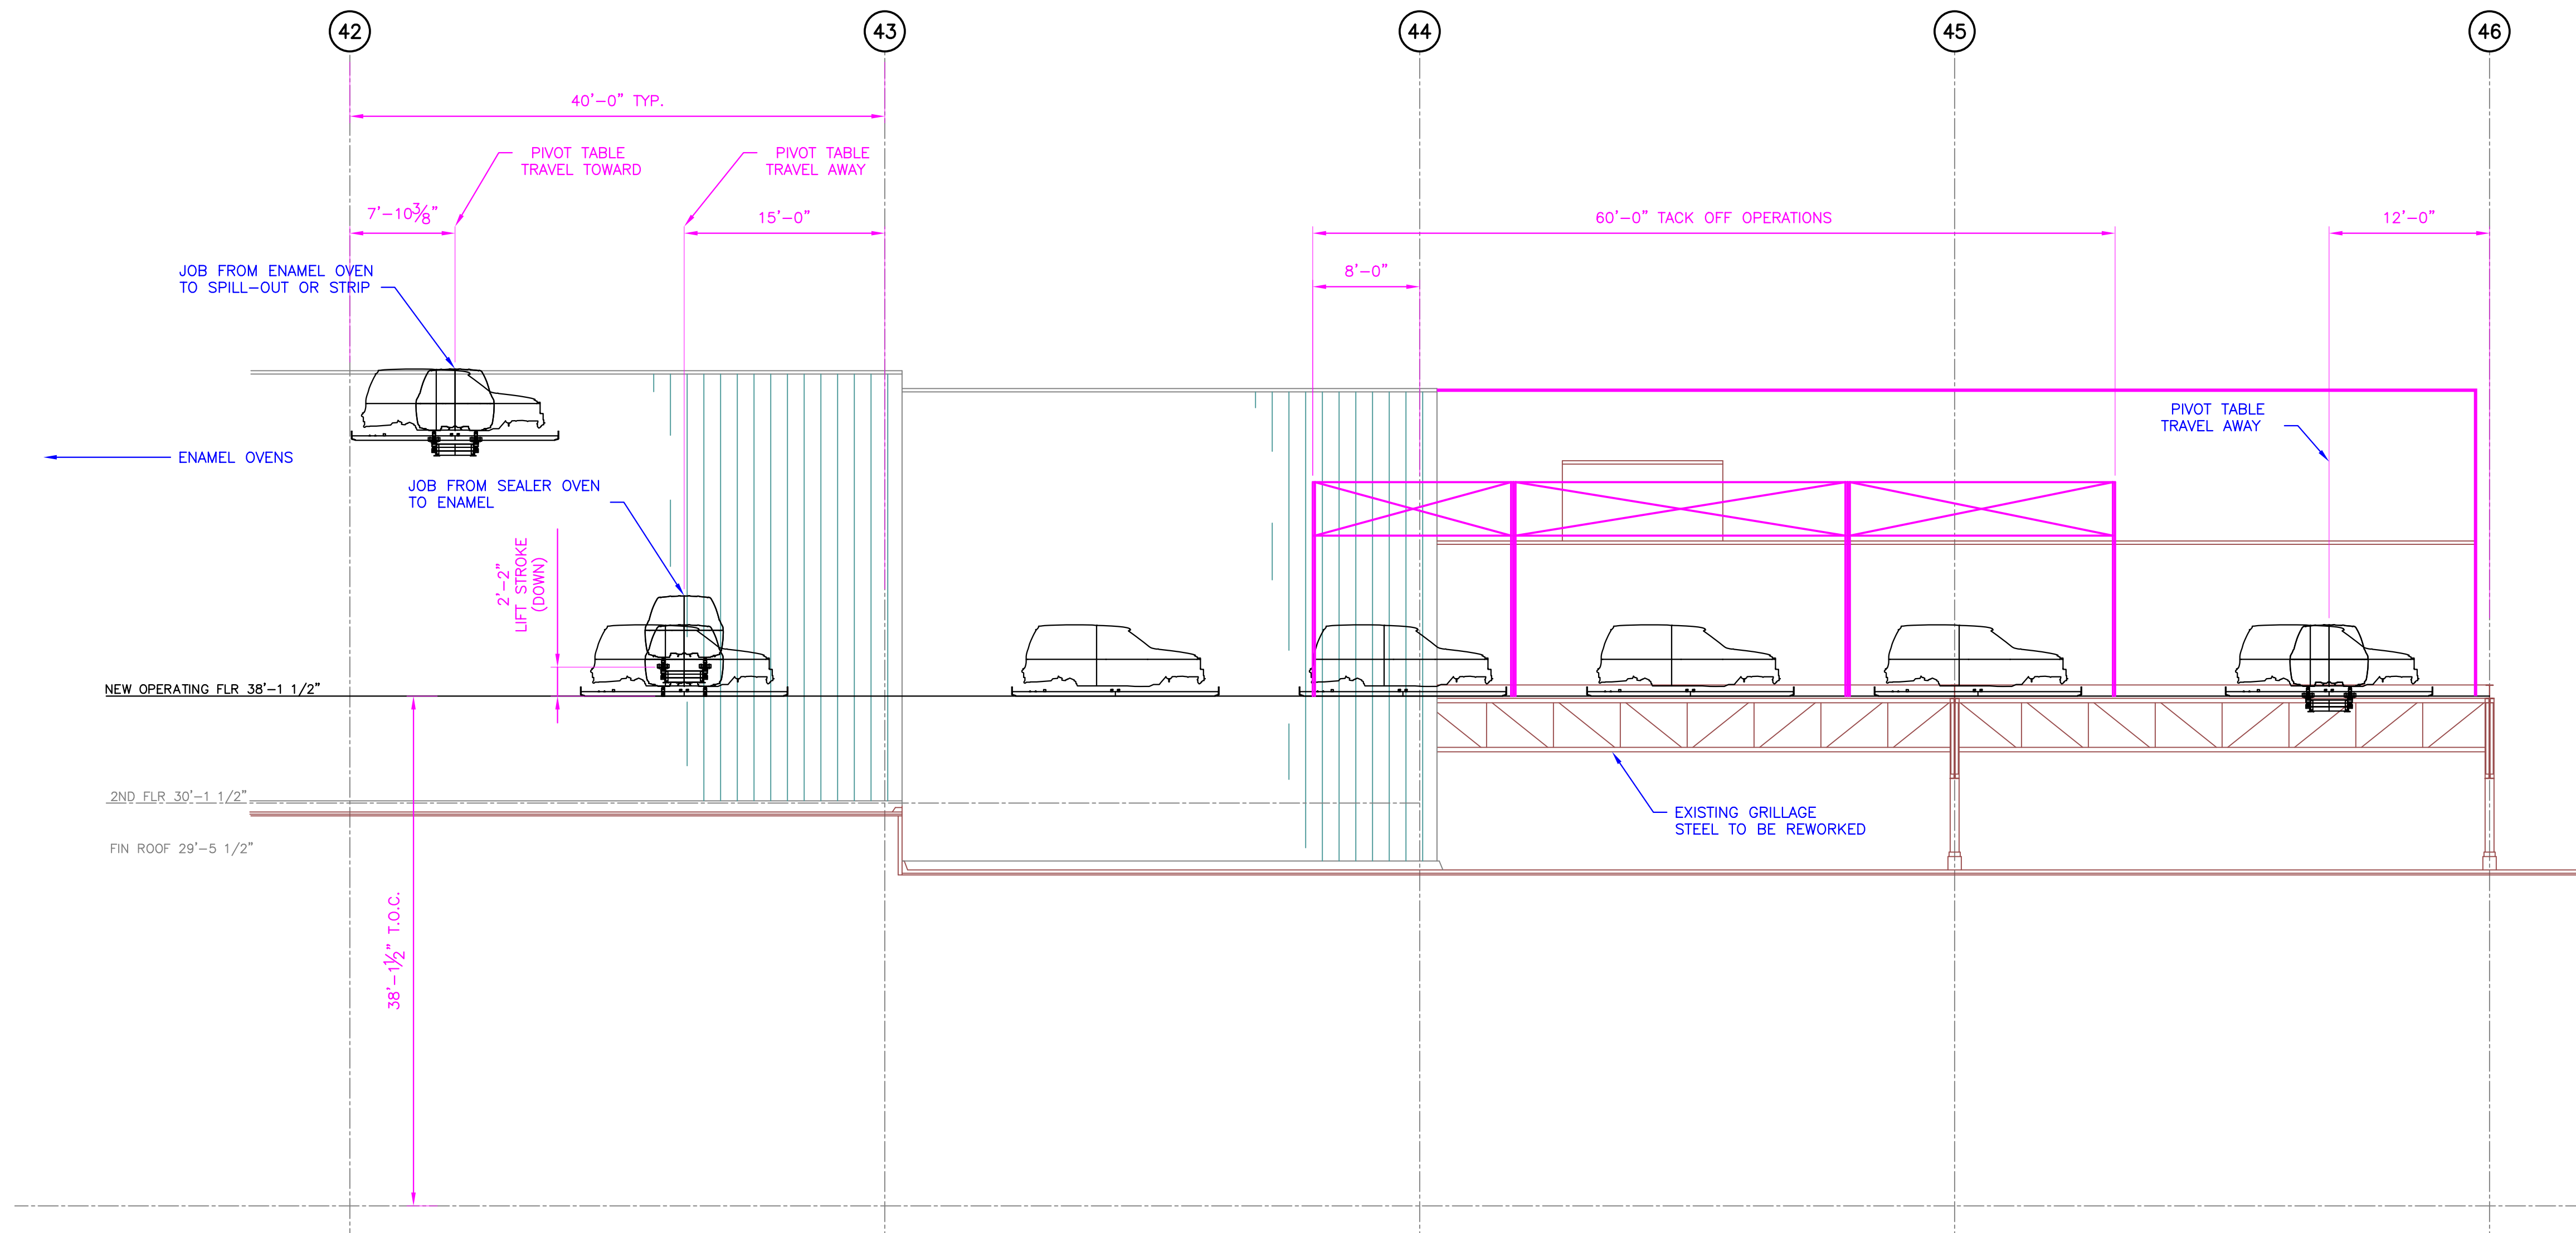 42
43
44
45
46
40'-0" TYP.
PIVOT TABLE
TRAVEL TOWARD
PIVOT TABLE
TRAVEL AWAY
7'-10 3/8"
15'-0"
60'-0" TACK OFF OPERATIONS
12'-0"
8'-0"
JOB FROM ENAMEL OVEN
TO SPILL-OUT OR STRIP
PIVOT TABLE
TRAVEL AWAY
ENAMEL OVENS
JOB FROM SEALER OVEN
TO ENAMEL
2'-2"
LIFT STROKE
(DOWN)
NEW OPERATING FLR 38'-1 1/2"
2ND FLR 30'-1 1/2"
EXISTING GRILLAGE
STEEL TO BE REWORKED
FIN ROOF 29'-5 1/2"
38'-1 1/2" T.O.C.